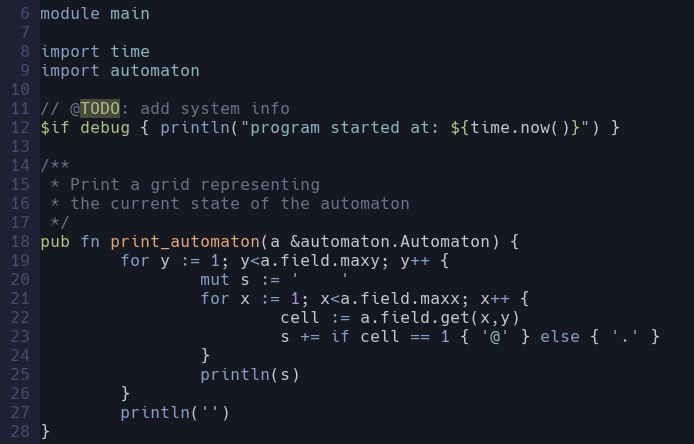 6 module main
7
8 import time
9 import automaton
10
11 // @TODO: add system info
12 $if debug { println("program started at: ${time.now()}") }
13
14 /**
15  * Print a grid representing
16  * the current state of the automaton
17  */
18 pub fn print_automaton(a &automaton.Automaton) {
19         for y := 1; y<a.field.maxy; y++ {
20                 mut s := '    '
21                 for x := 1; x<a.field.maxx; x++ {
22                         cell := a.field.get(x,y)
23                         s += if cell == 1 { '@' } else { '.' }
24                 }
25                 println(s)
26         }
27         println('')
28 }